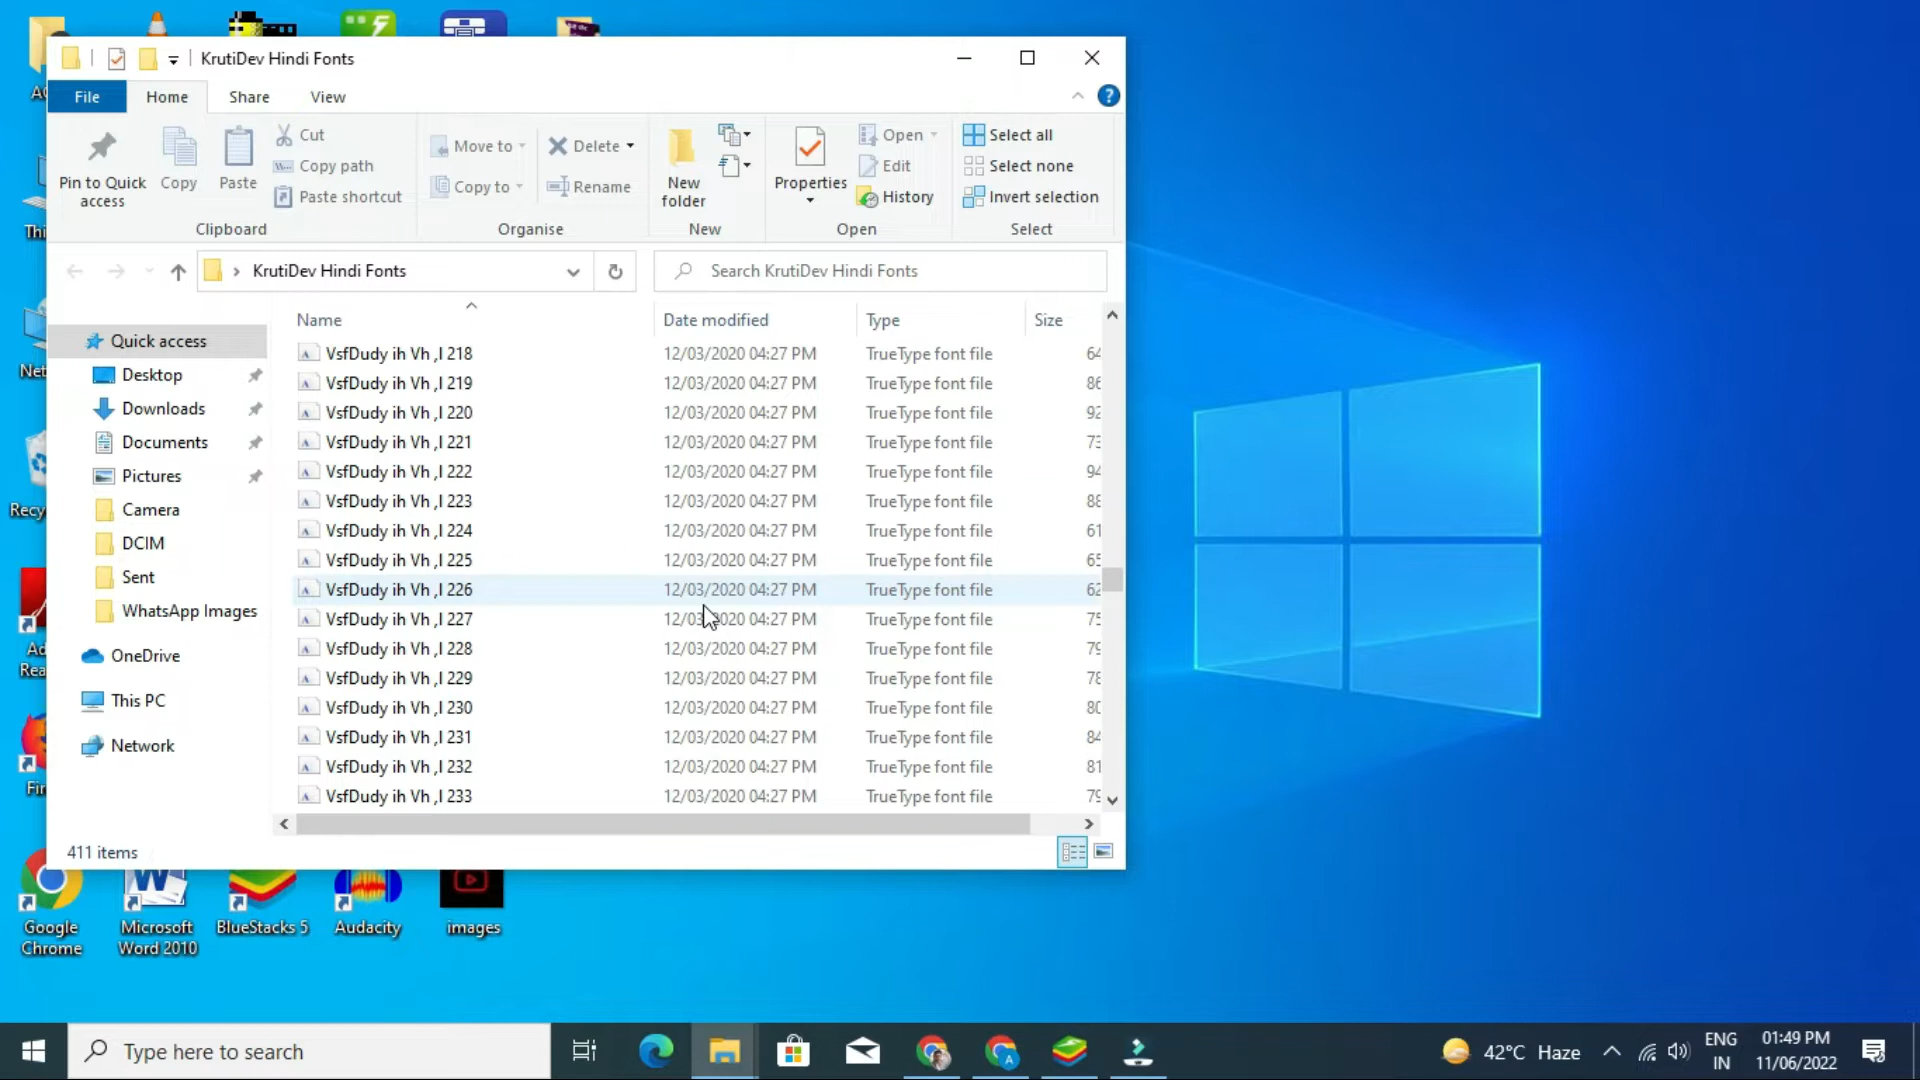 KrutiDev Hindi Fonts
File Home Share View
Pin to Quick access
Copy
Paste
Cut
Copy path
Paste shortcut
Clipboard
Move to
Copy to
Delete
Rename
Organise
New folder
New
Properties
Open
Edit
History
Open
Select all
Select none
Invert selection
Select
KrutiDev Hindi Fonts
Search KrutiDev Hindi Fonts
Quick access
Desktop
Downloads
Documents
Pictures
Camera
DCIM
Sent
WhatsApp Images
OneDrive
This PC
Network
Name Date modified Type Size
VsfDudy ih Vh ,l 218 12/03/2020 04:27 PM TrueType font file 64
VsfDudy ih Vh ,l 219 12/03/2020 04:27 PM TrueType font file 86
VsfDudy ih Vh ,l 220 12/03/2020 04:27 PM TrueType font file 92
VsfDudy ih Vh ,l 221 12/03/2020 04:27 PM TrueType font file 73
VsfDudy ih Vh ,l 222 12/03/2020 04:27 PM TrueType font file 94
VsfDudy ih Vh ,l 223 12/03/2020 04:27 PM TrueType font file 88
VsfDudy ih Vh ,l 224 12/03/2020 04:27 PM TrueType font file 61
VsfDudy ih Vh ,l 225 12/03/2020 04:27 PM TrueType font file 65
VsfDudy ih Vh ,l 226 12/03/2020 04:27 PM TrueType font file 62
VsfDudy ih Vh ,l 227 12/03/2020 04:27 PM TrueType font file 75
VsfDudy ih Vh ,l 228 12/03/2020 04:27 PM TrueType font file 79
VsfDudy ih Vh ,l 229 12/03/2020 04:27 PM TrueType font file 78
VsfDudy ih Vh ,l 230 12/03/2020 04:27 PM TrueType font file 80
VsfDudy ih Vh ,l 231 12/03/2020 04:27 PM TrueType font file 84
VsfDudy ih Vh ,l 232 12/03/2020 04:27 PM TrueType font file 81
VsfDudy ih Vh ,l 233 12/03/2020 04:27 PM TrueType font file 79
411 items
Thi
Net
Recy
Ad
Rea
Fir
Google Chrome
Microsoft Word 2010
BlueStacks 5
Audacity
images
Type here to search
42°C Haze
ENG
IN
01:49 PM
11/06/2022